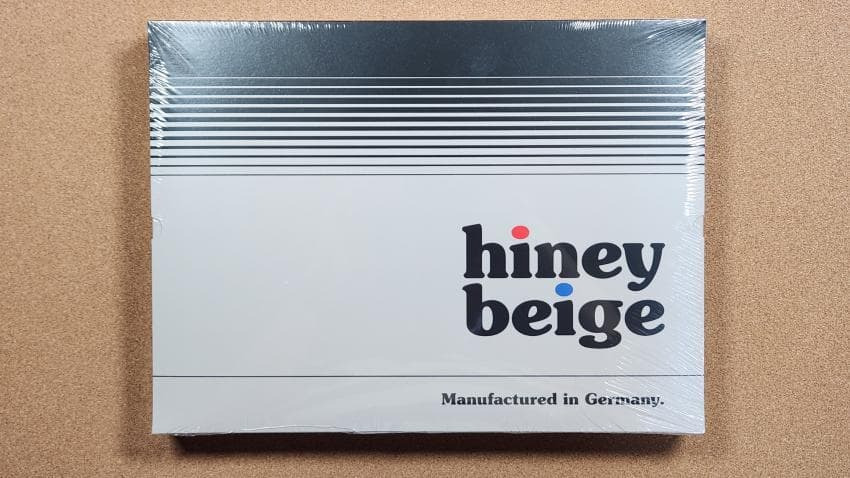 hiney
beige
Manufactured in Germany.